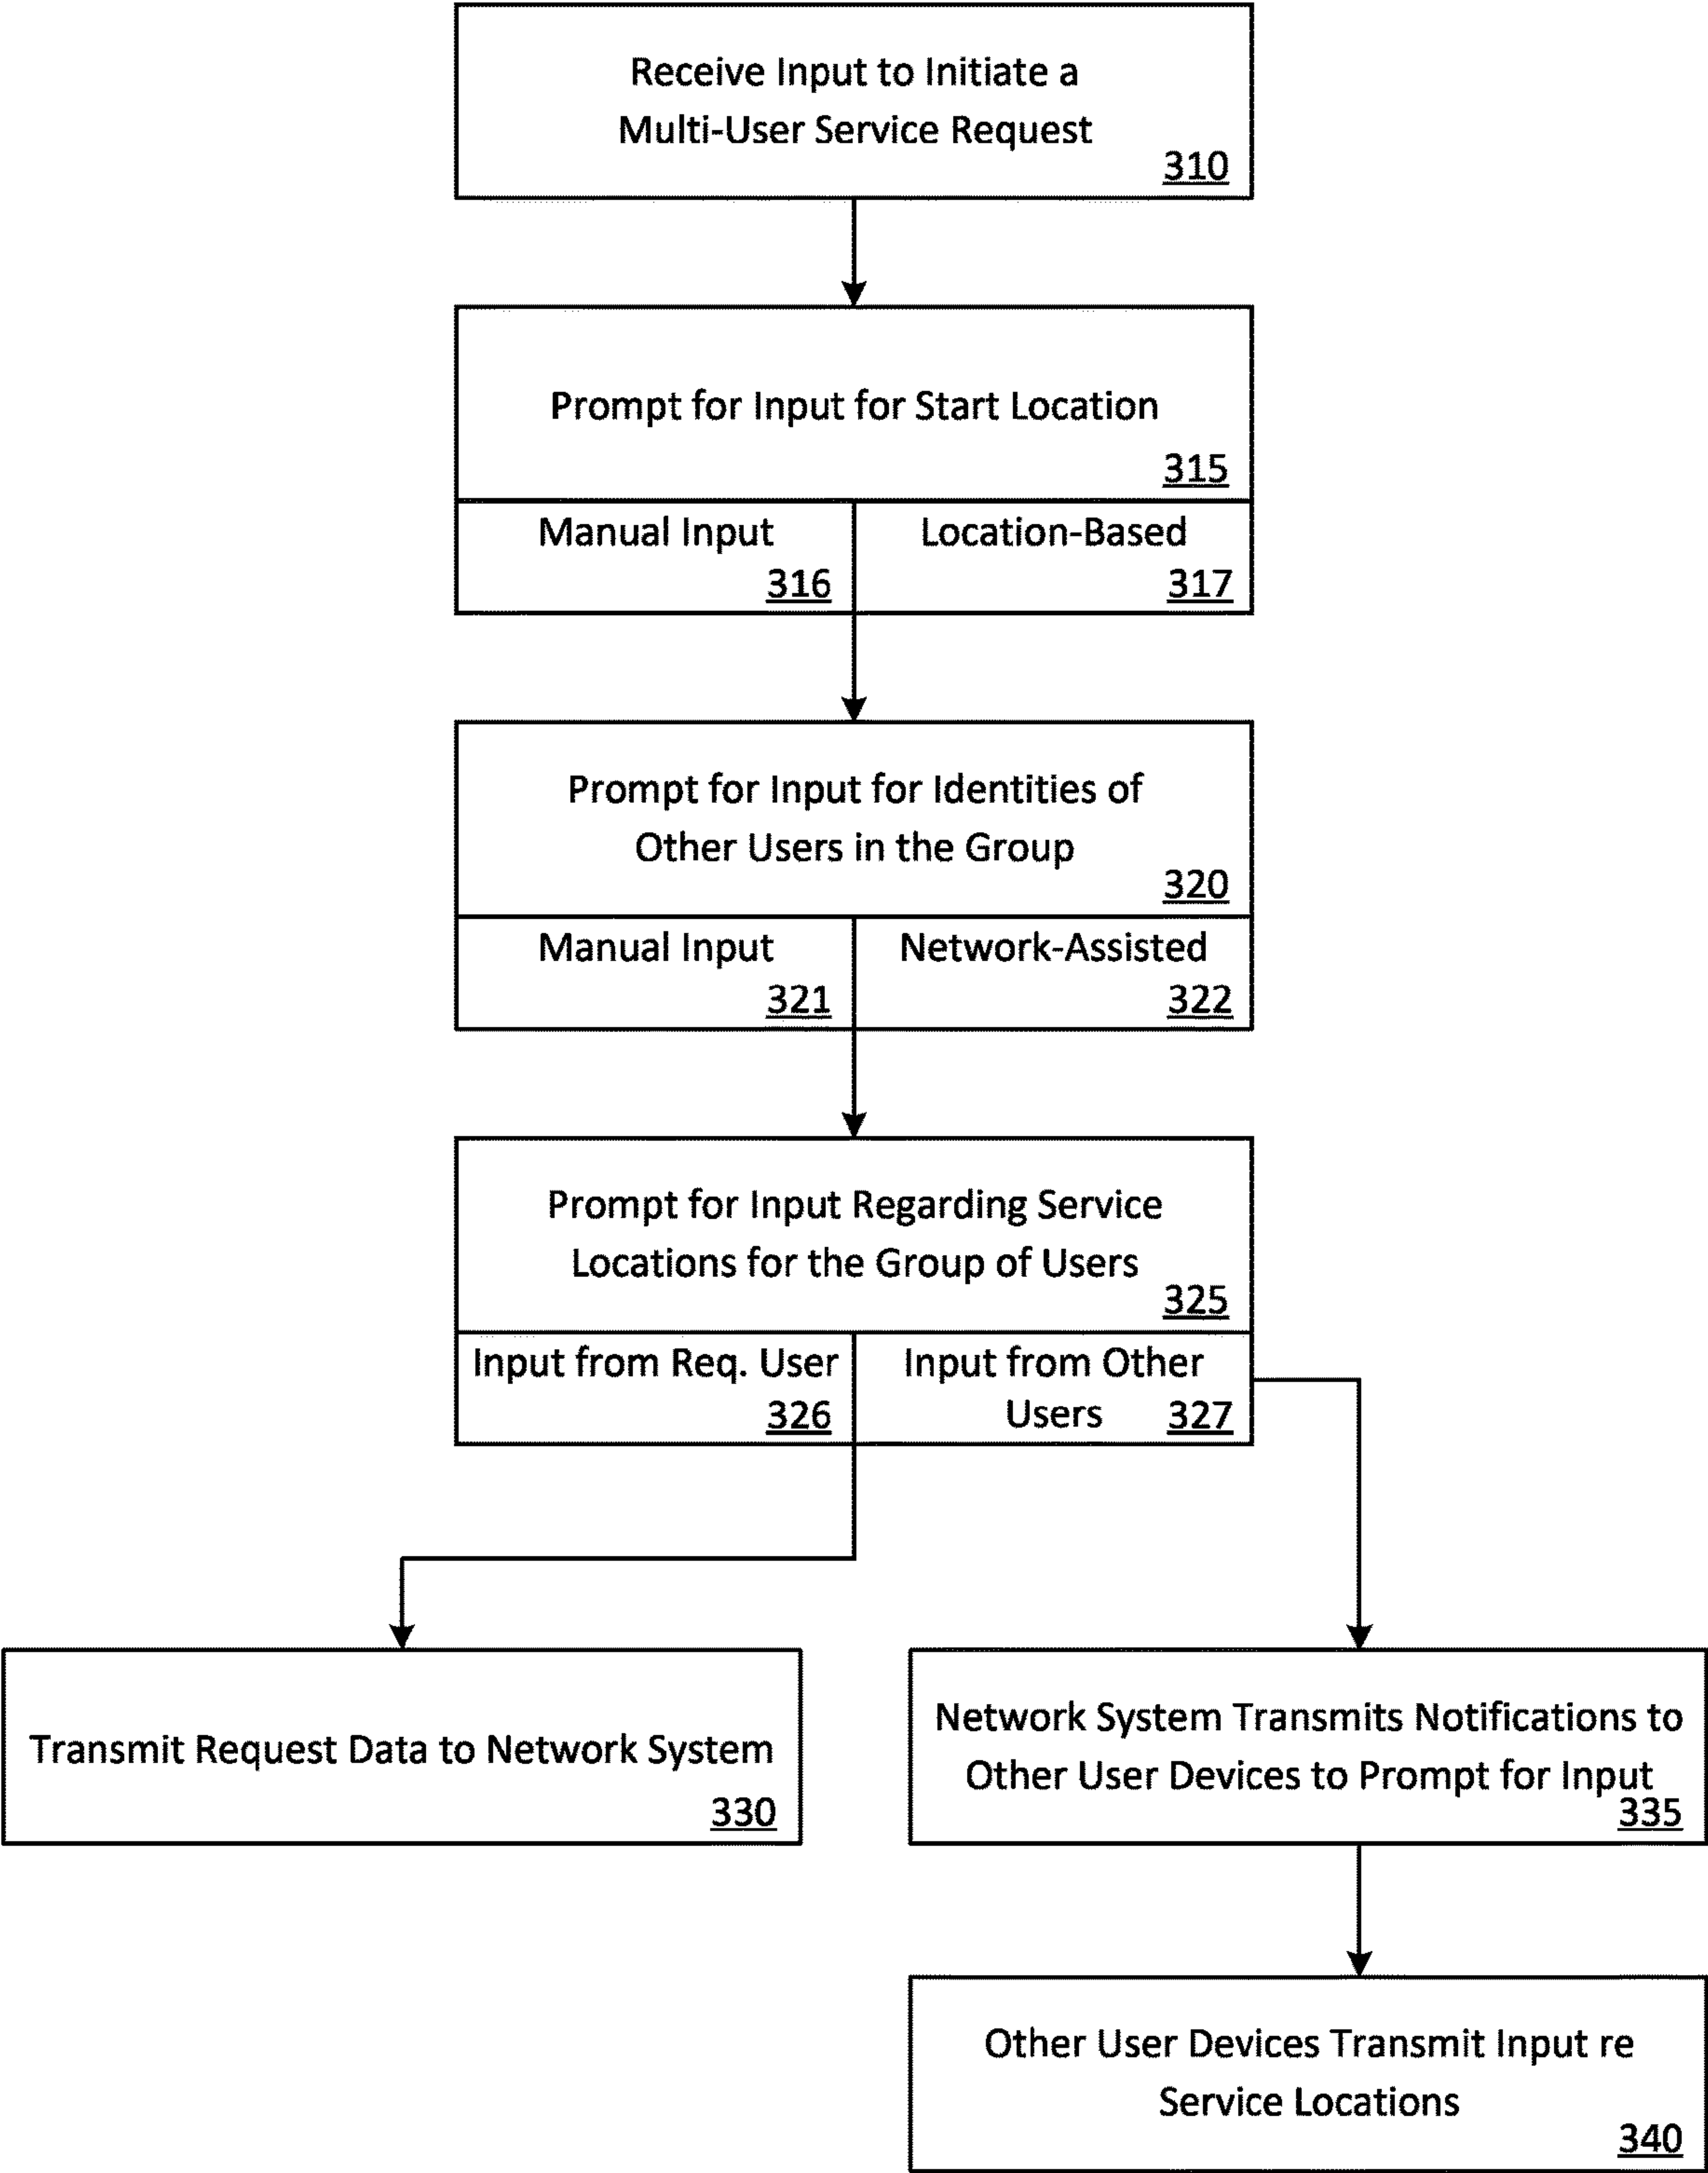 Receive Input to Initiate a
Multi-User Service Request
310
Prompt for Input for Start Location
315
Manual Input
316
Location-Based
317
Prompt for Input for Identities of
Other Users in the Group
320
Manual Input
321
Network-Assisted
322
Prompt for Input Regarding Service
Locations for the Group of Users
325
Input from Req. User
326
Input from Other
Users 327
Transmit Request Data to Network System
330
Network System Transmits Notifications to
Other User Devices to Prompt for Input
335
Other User Devices Transmit Input re
Service Locations
340